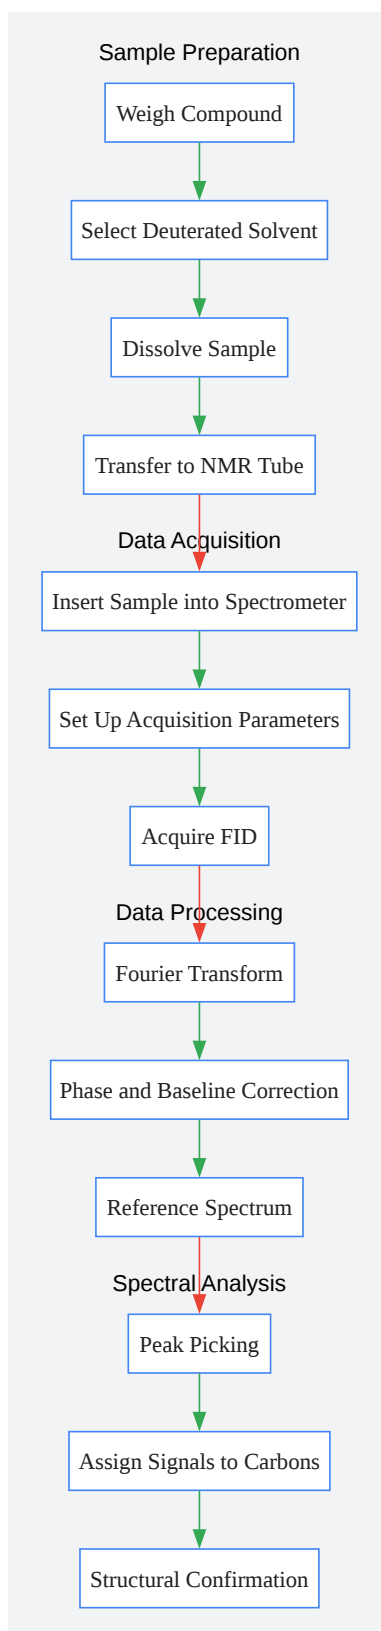 Sample Preparation
Weigh Compound
Select Deuterated Solvent
Dissolve Sample
Transfer to NMR Tube
Data Acquisition
Insert Sample into Spectrometer
Set Up Acquisition Parameters
Acquire FID
Data Processing
Fourier Transform
Phase and Baseline Correction
Reference Spectrum
Spectral Analysis
Peak Picking
Assign Signals to Carbons
Structural Confirmation